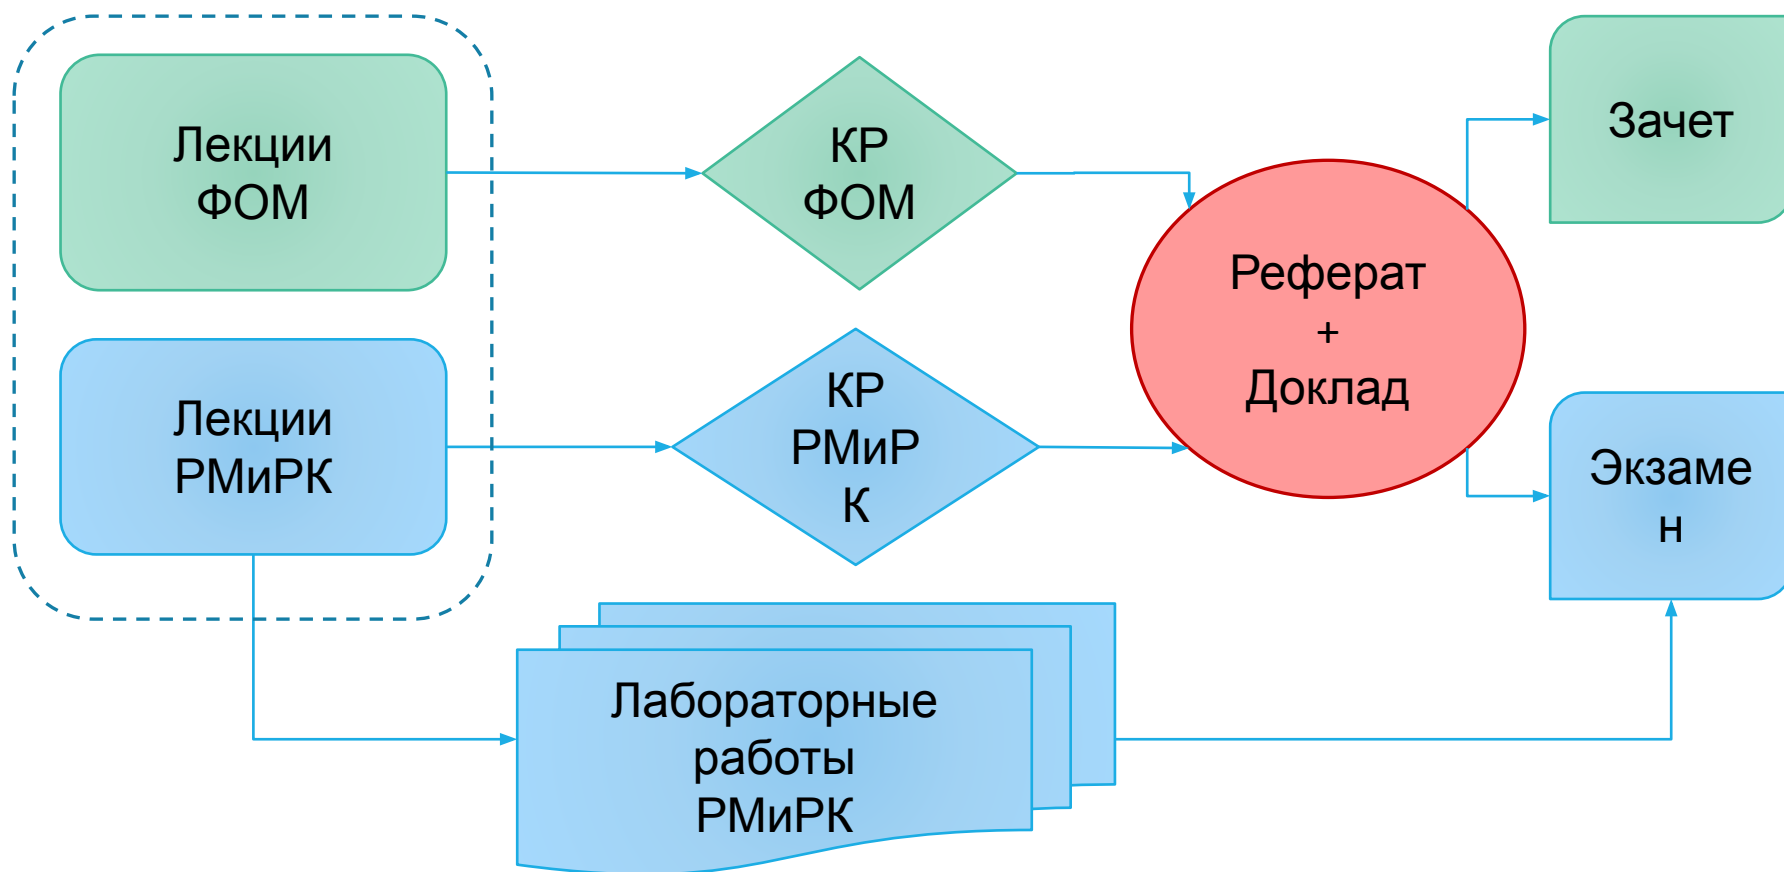 Лекции
ФОМ
КР
ФОМ
Зачет
Реферат
+
Доклад
Лекции
РМиРК
КР
РМиР
К
Экзаме
н
Лабораторные
работы
РМиРК